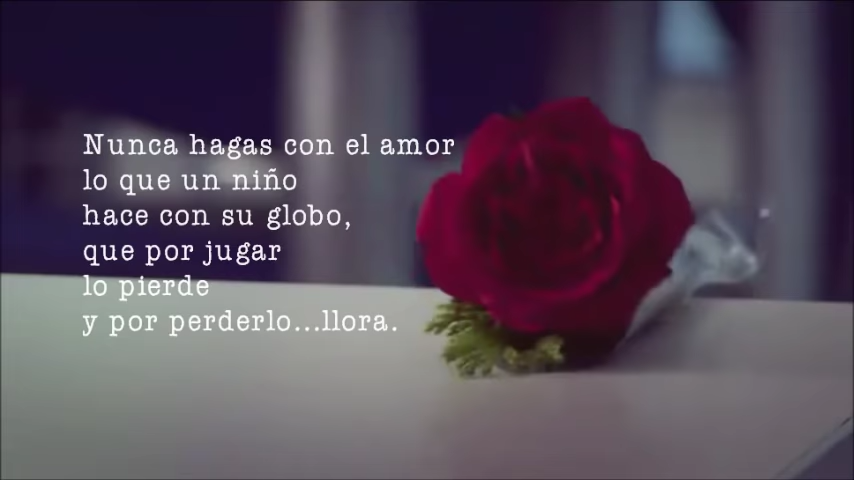 Nunca hagas con el amor
lo que un niño
hace con su globo,
que por jugar
lo pierde
y por perderlo...llora.